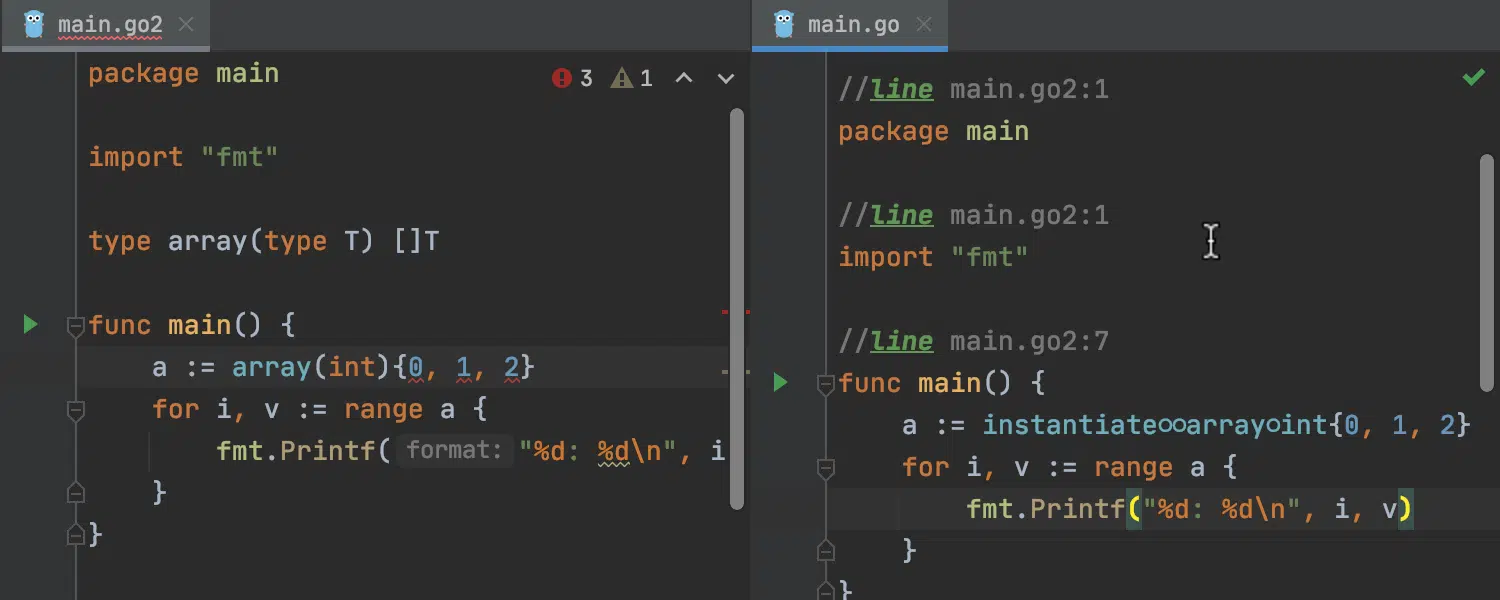 main.go2
package main
3 1
import "fmt"
type array(type T) []T
func main() {
a := array(int){0, 1, 2}
for i, v := range a {
fmt.Printf( format: "%d: %d\n", i
}
}
main.go
//line main.go2:1
package main
//line main.go2:1
import "fmt"
//line main.go2:7
func main() {
a := instantiate୦୦array୦int{0, 1, 2}
for i, v := range a {
fmt.Printf("%d: %d\n", i, v)
}
}